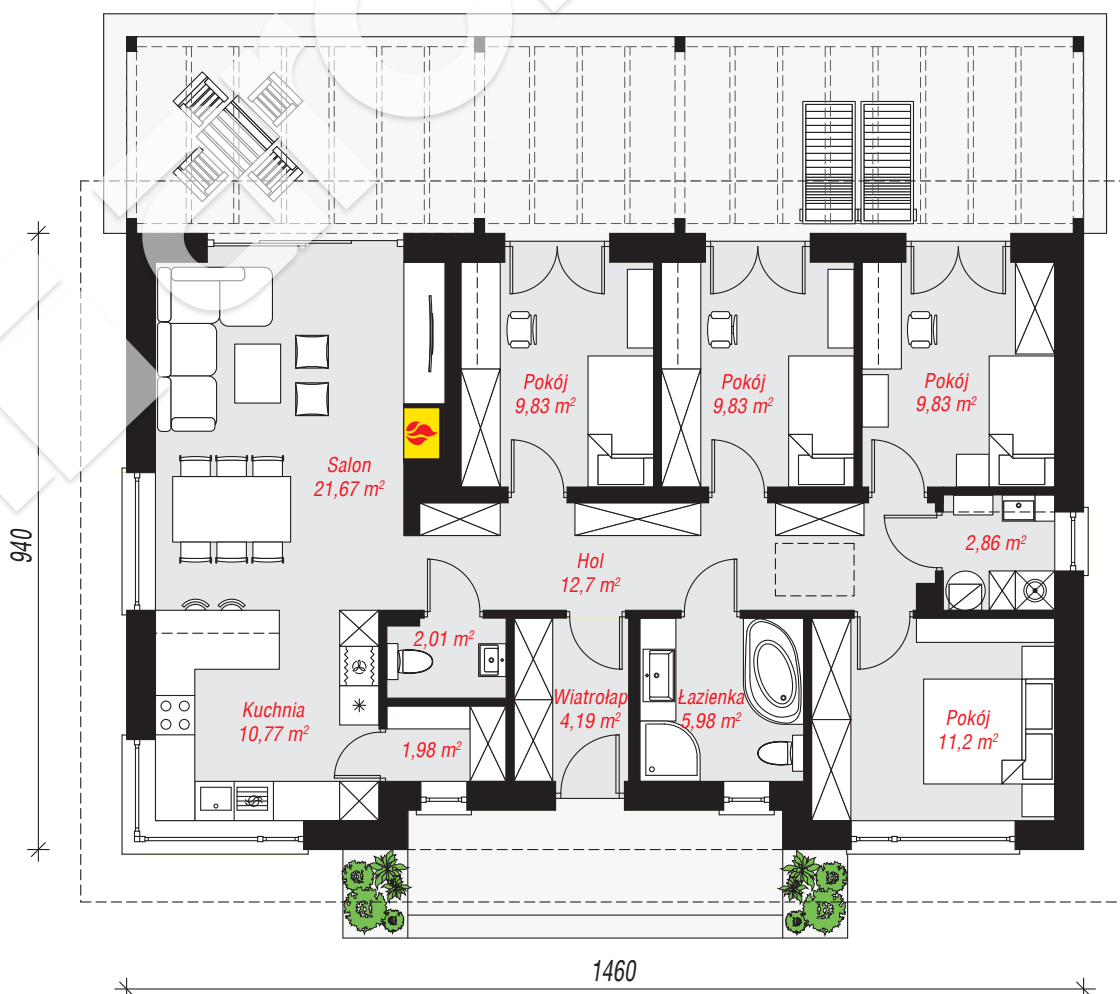 Pokój
9,83 m²
Pokój
9,83 m²
Pokój
9,83 m²
Salon
21,67 m²
Hol
12,7 m²
2,86 m²
940
2,01 m²
Kuchnia
10,77 m²
1,98 m²
Wiatrołap
4,19 m²
Łazienka
5,98 m²
Pokój
11,2 m²
1460